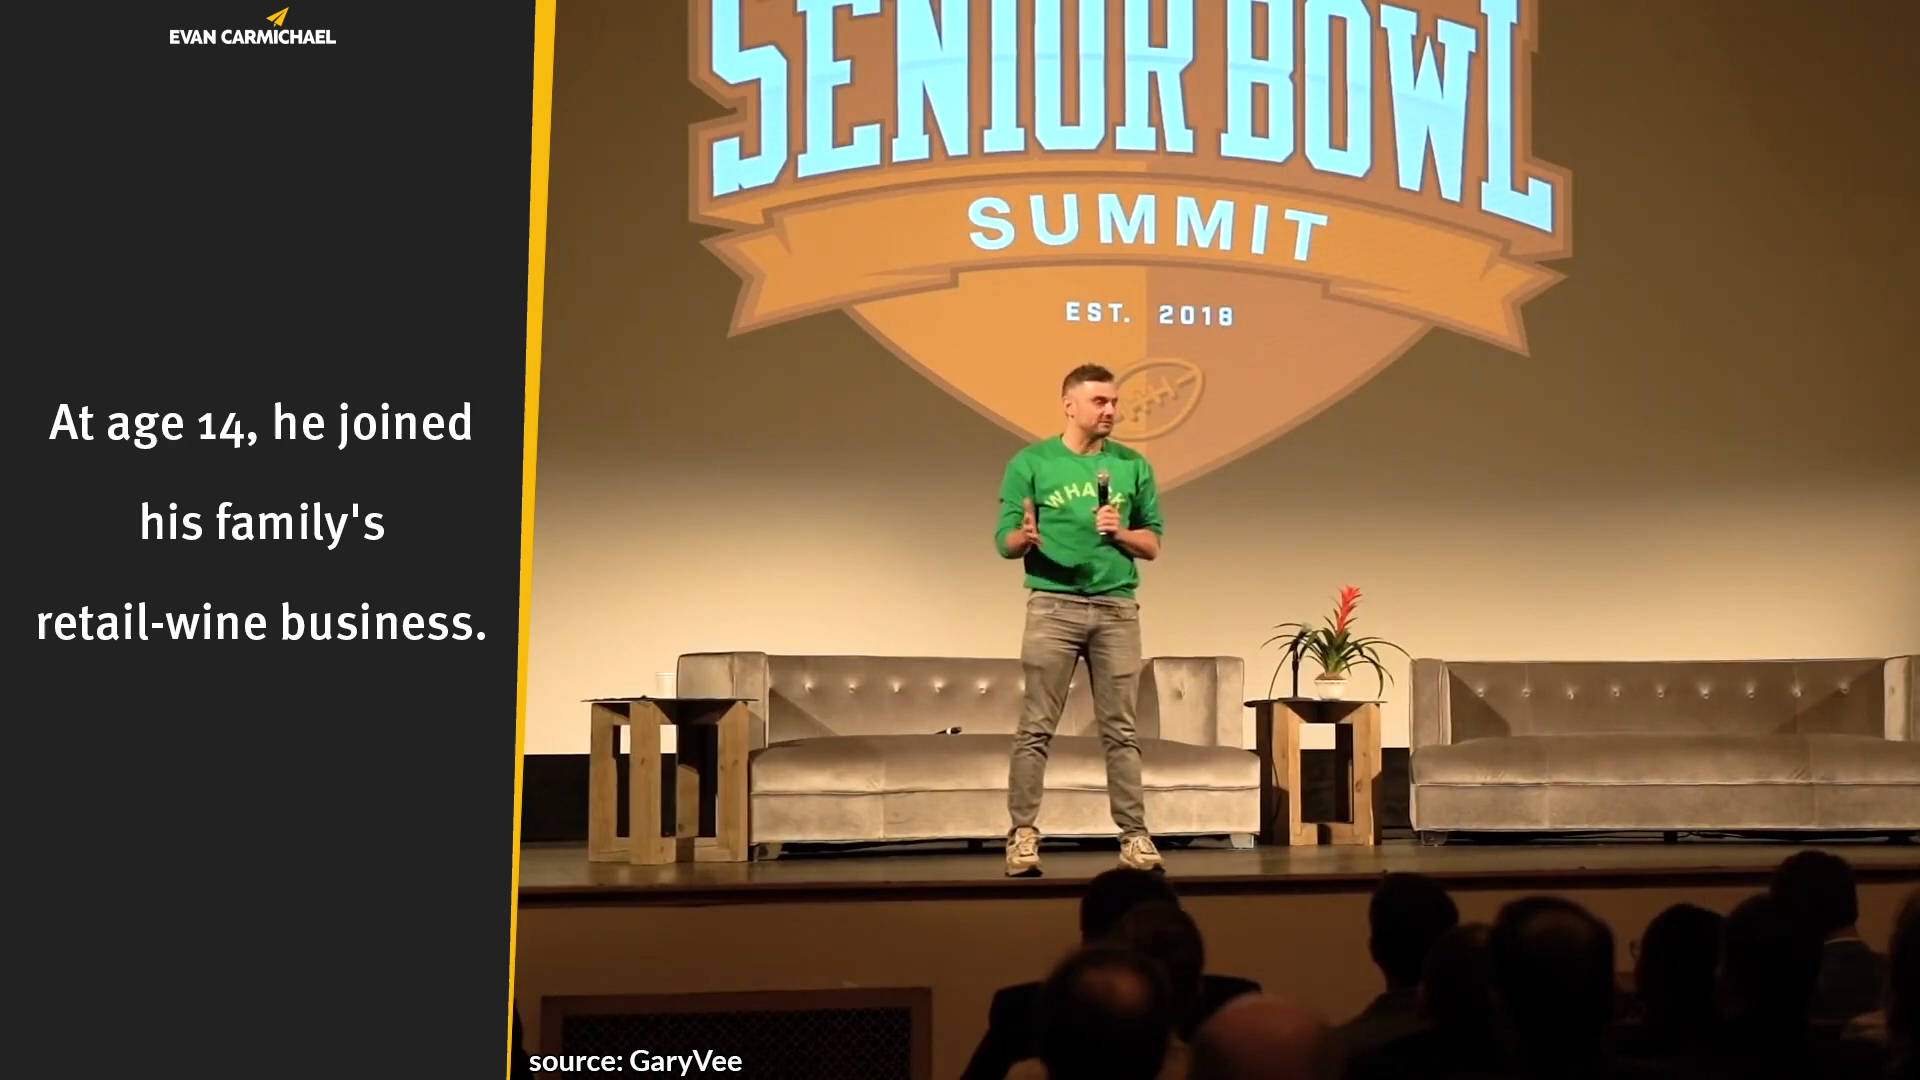 EVAN CARMICHAEL
At age 14, he joined
his family's
retail-wine business.
SENIOR BOWL
SUMMIT
EST. 2018
source: GaryVee